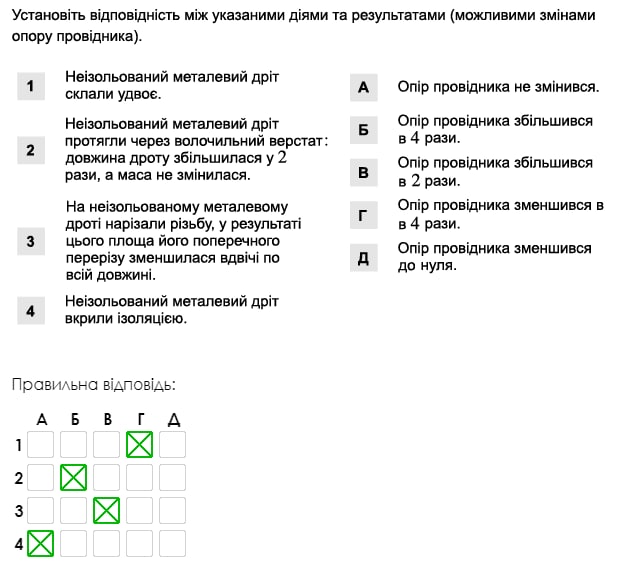 Установіть відповідність між указаними діями та результатами (можливими змінами
опору провідника).
1
Неізольований металевий дріт
склали удвоє.
2
Неізольований металевий дріт
протягли через волочильний верстат:
довжина дроту збільшилася у 2
рази, а маса не змінилася.
3
На неізольованому металевому
дроті нарізали різьбу, у результаті
цього площа його поперечного
перерізу зменшилася вдвічі по
всій довжині.
4
Неізольований металевий дріт
вкрили ізоляцією.
А
Опір провідника не змінився.
Б
Опір провідника збільшився
в 4 рази.
В
Опір провідника збільшився
в 2 рази.
Г
Опір провідника зменшився в
в 4 рази.
Д
Опір провідника зменшився
до нуля.
Правильна відповідь:
А Б В Г Д
1
2
3
4